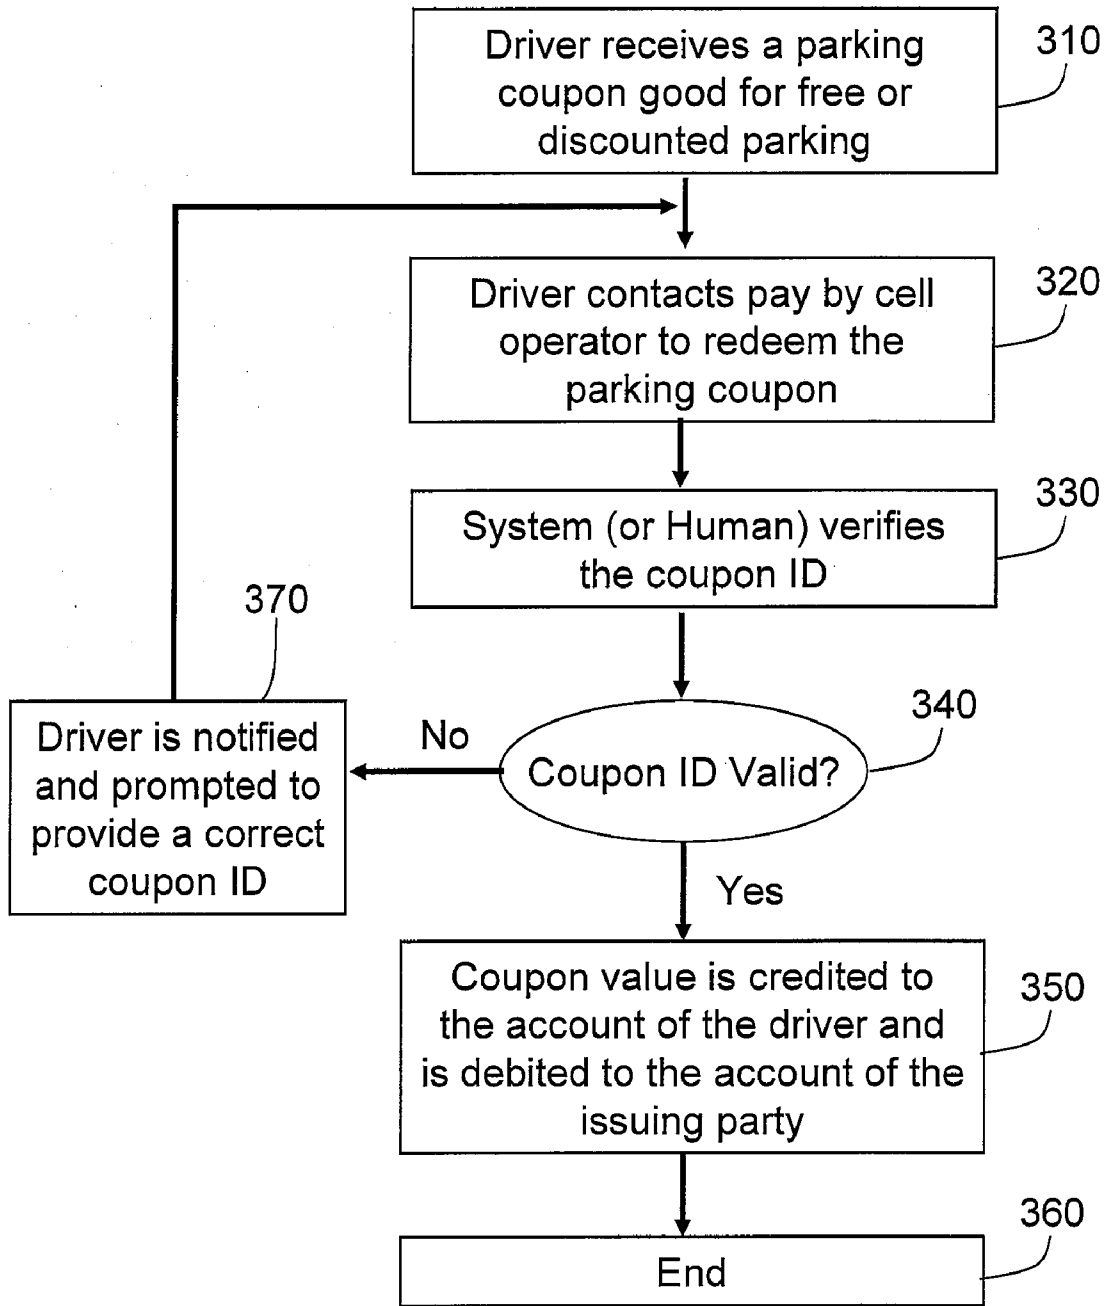 Driver receives a parking
coupon good for free or
discounted parking
310
Driver contacts pay by cell
operator to redeem the
parking coupon
320
System (or Human) verifies
the coupon ID
330
370
Driver is notified
and prompted to
provide a correct
coupon ID
No
Coupon ID Valid?
340
Yes
Coupon value is credited to
the account of the driver and
is debited to the account of the
issuing party
350
End
360